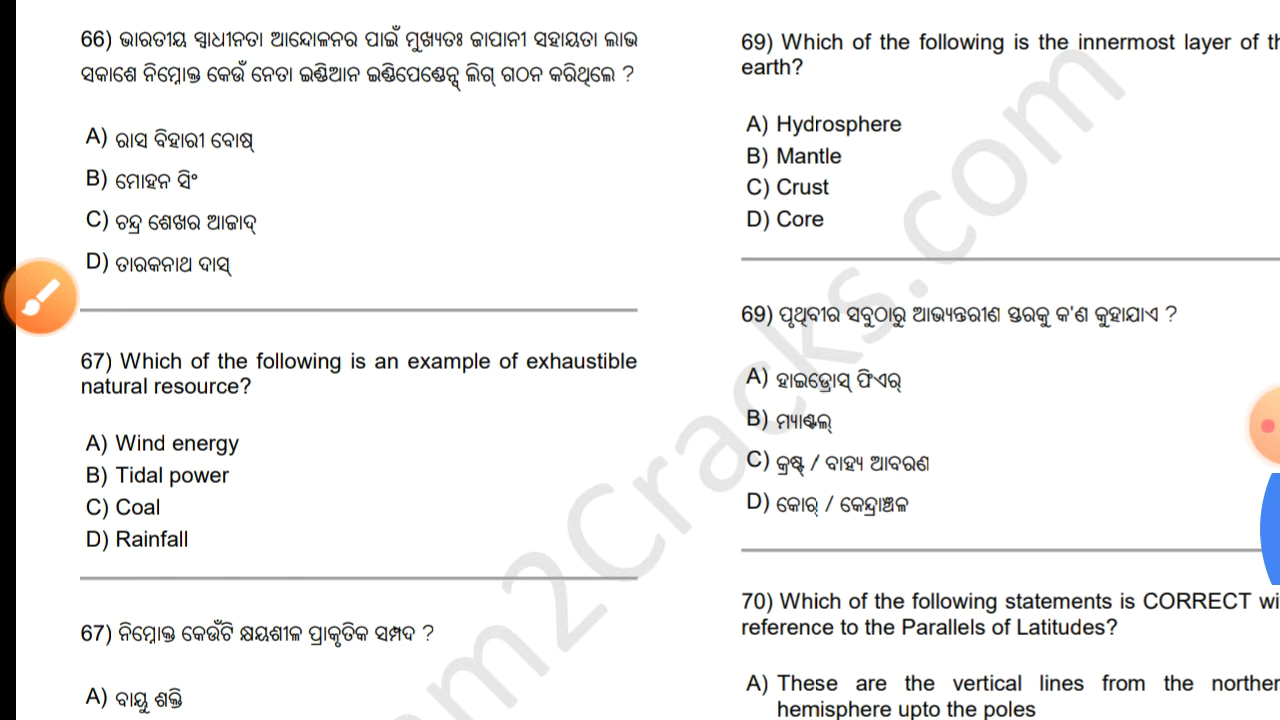 66) ଭାରତୀୟ ସ୍ୱାଧୀନତା ଆନ୍ଦୋଳନର ପାଇଁ ମୁଖ୍ୟତଃ ଜାପାନୀ ସହାୟତା ଲାଭ
ସକାଶେ ନିମ୍ନୋକ୍ତ କେଉଁ ନେତା ଇଣ୍ଡିଆନ ଇଣ୍ଡିପେଣ୍ଡେନ୍ସ ଲିଗ୍ ଗଠନ କରିଥିଲେ ?
A) ରାସ ବିହାରୀ ବୋଷ୍
B) ମୋହନ ସିଂ
C) ଚନ୍ଦ୍ର ଶେଖର ଆଜାଦ୍
D) ତାରକନାଥ ଦାସ୍
67) Which of the following is an example of exhaustible
natural resource?
A) Wind energy
B) Tidal power
C) Coal
D) Rainfall
67) ନିମ୍ନୋକ୍ତ କେଉଁଟି କ୍ଷୟଶୀଳ ପ୍ରାକୃତିକ ସମ୍ପଦ ?
A) ବାୟୁ ଶକ୍ତି
69) Which of the following is the innermost layer of th
earth?
A) Hydrosphere
B) Mantle
C) Crust
D) Core
69) ପୃଥିବୀର ସବୁଠାରୁ ଆଭ୍ୟନ୍ତରୀଣ ସ୍ତରକୁ କ'ଣ କୁହାଯାଏ ?
A) ହାଇଡ୍ରୋସ୍ ଫିଏର୍
B) ମ୍ୟାଣ୍ଟଲ୍
C) କ୍ରଷ୍ଟ / ବାହ୍ୟ ଆବରଣ
D) କୋର୍ / କେନ୍ଦ୍ରାଞ୍ଚଳ
70) Which of the following statements is CORRECT wi
reference to the Parallels of Latitudes?
A) These are the vertical lines from the norther
hemisphere upto the poles
m2Cracks.com